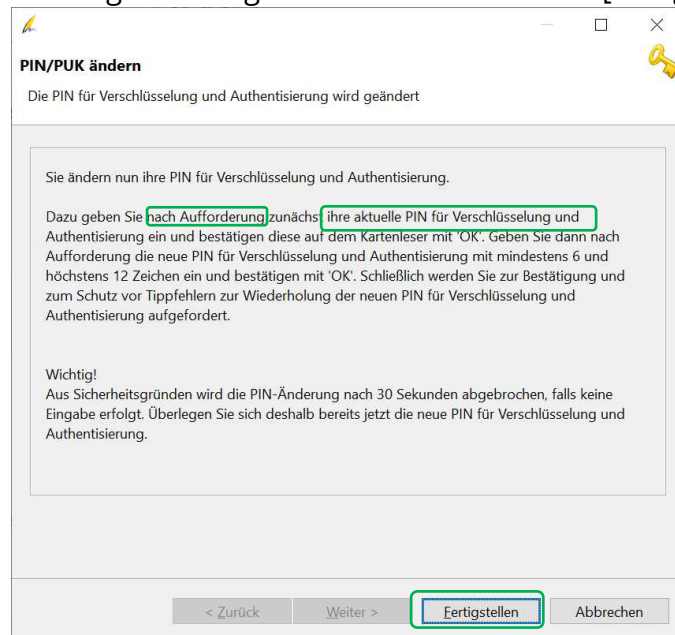 PIN/PUK ändern
Die PIN für Verschlüsselung und Authentisierung wird geändert
Sie ändern nun ihre PIN für Verschlüsselung und Authentisierung.
Dazu geben Sie nach Aufforderung zunächst ihre aktuelle PIN für Verschlüsselung und
Authentisierung ein und bestätigen diese auf dem Kartenleser mit 'OK'. Geben Sie dann nach
Aufforderung die neue PIN für Verschlüsselung und Authentisierung mit mindestens 6 und
höchstens 12 Zeichen ein und bestätigen mit 'OK'. Schließlich werden Sie zur Bestätigung und
zum Schutz vor Tippfehlern zur Wiederholung der neuen PIN für Verschlüsselung und
Authentisierung aufgefordert.
Wichtig!
Aus Sicherheitsgründen wird die PIN-Änderung nach 30 Sekunden abgebrochen, falls keine
Eingabe erfolgt. Überlegen Sie sich deshalb bereits jetzt die neue PIN für Verschlüsselung und
Authentisierung.
< Zurück Weiter > Fertigstellen Abbrechen